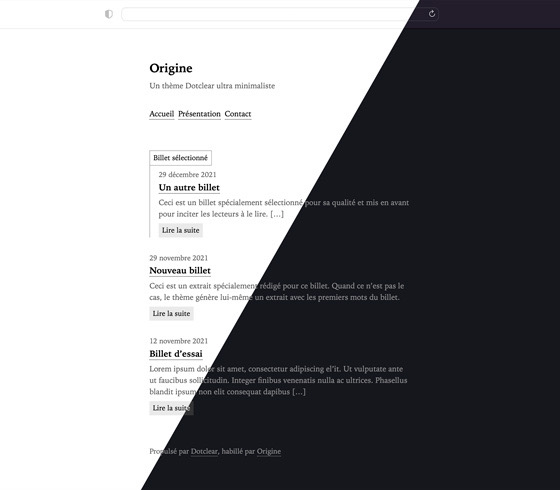 Origine
Un thème Dotclear ultra minimaliste
Accueil Présentation Contact
Billet sélectionné
29 décembre 2021
Un autre billet
Ceci est un billet spécialement sélectionné pour sa qualité et mis en avant
pour inciter les lecteurs à le lire. […]
Lire la suite
29 novembre 2021
Nouveau billet
Ceci est un extrait spécialement rédigé pour ce billet. Quand ce n’est pas le
cas, le thème génère lui-même un extrait avec les premiers mots du billet.
Lire la suite
12 novembre 2021
Billet d’essai
Lorem ipsum dolor sit amet, consectetur adipiscing el’it. Ut vulputate ante
ut faucibus sollicitudin. Integer finibus venenatis nulla ac ultrices. Phasellus
blandit ipsum non elit consequat dapibus […]
Lire la suite
Propulsé par Dotclear, habillé par Origine